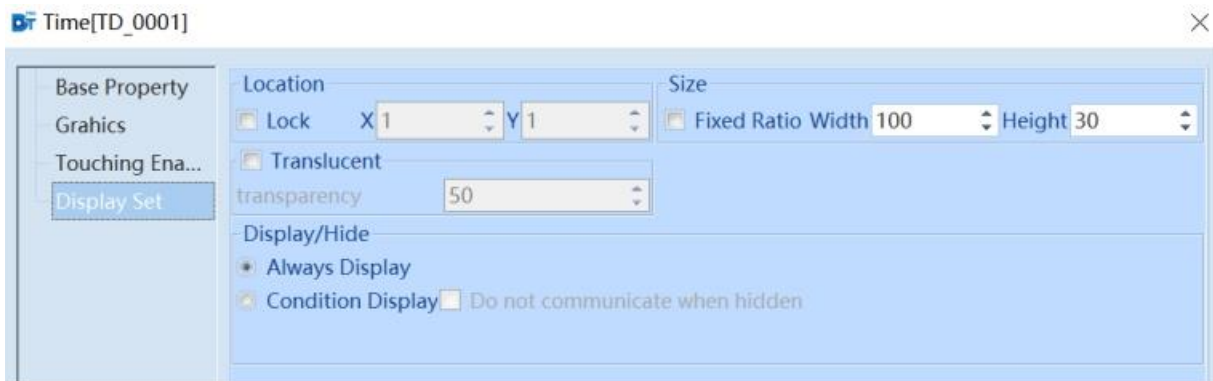 DT Time[TD_0001]
Base Property
Grahics
Touching Ena...
Display Set
Location
Lock X 1 Y 1
Size
Fixed Ratio Width 100 Height 30
Translucent
transparency 50
Display/Hide
Always Display
Condition Display Do not communicate when hidden